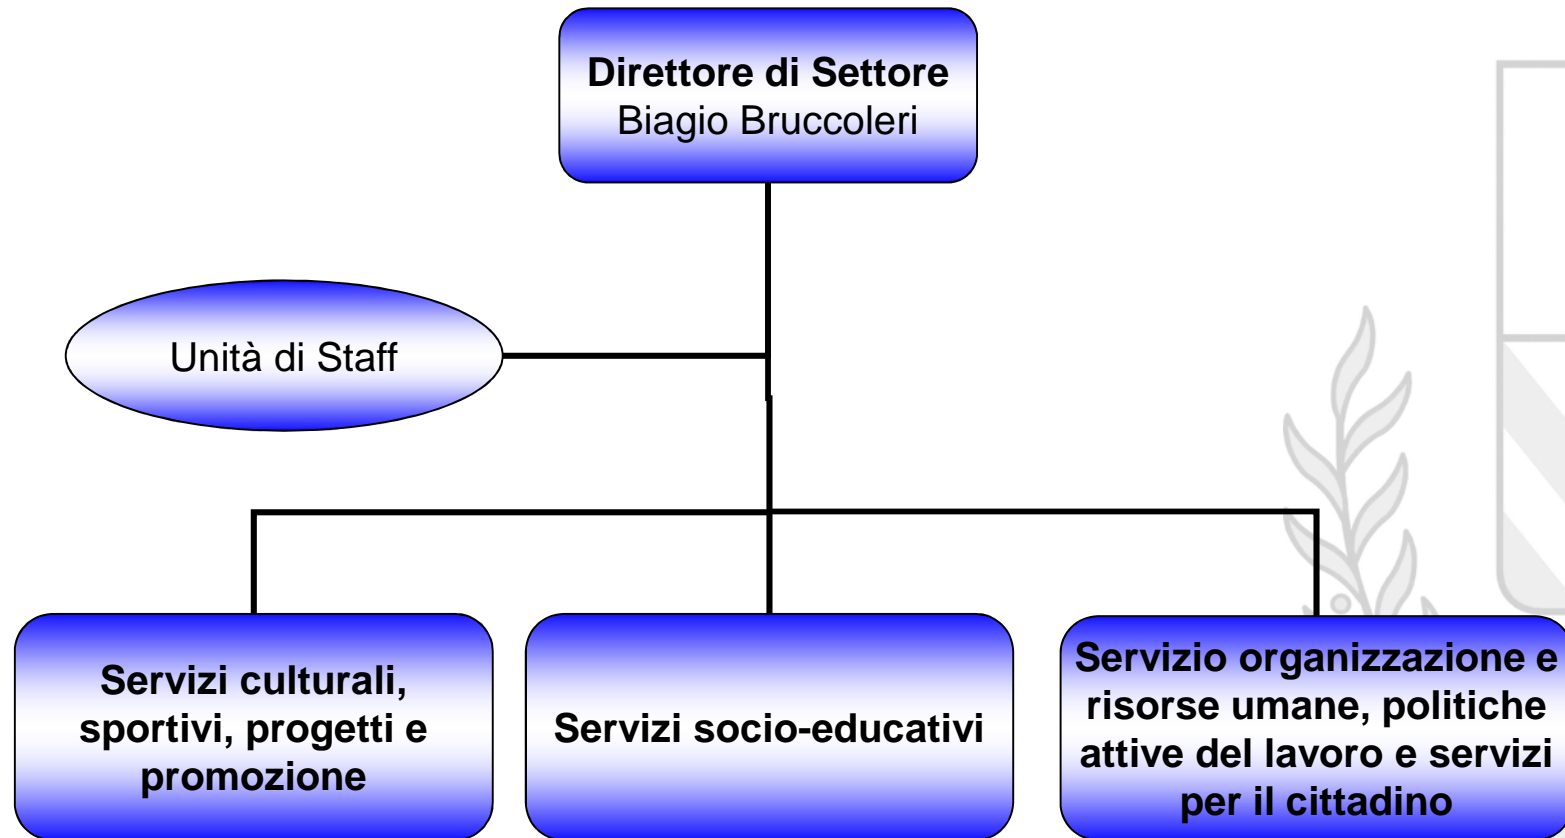 Direttore di Settore
Biagio Bruccoleri
Unità di Staff
Servizi culturali,
sportivi, progetti e
promozione
Servizi socio-educativi
Servizio organizzazione e
risorse umane, politiche
attive del lavoro e servizi
per il cittadino